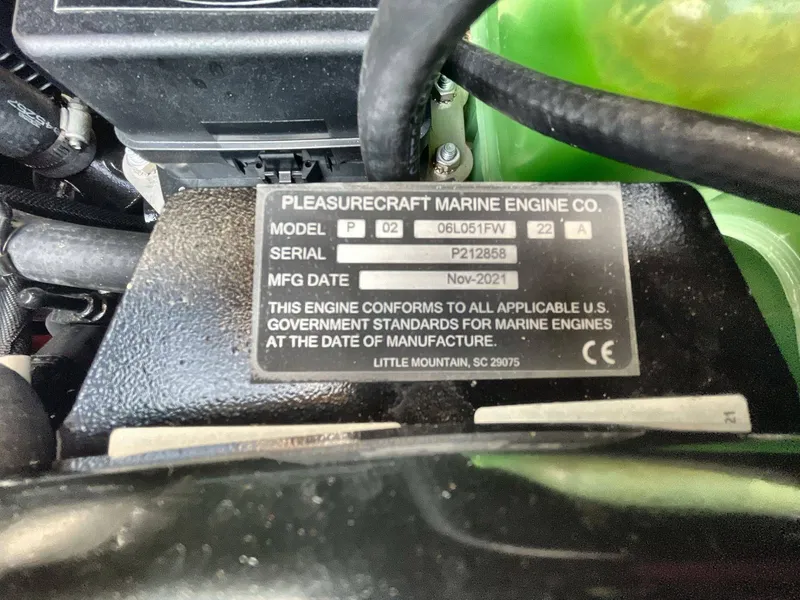 PLEASURECRAFT MARINE ENGINE CO.
MODEL P 02 06L051FW 22 A
SERIAL P212858
MFG DATE Nov-2021
THIS ENGINE CONFORMS TO ALL APPLICABLE U.S.
GOVERNMENT STANDARDS FOR MARINE ENGINES
AT THE DATE OF MANUFACTURE.
CE
LITTLE MOUNTAIN, SC 29075
21